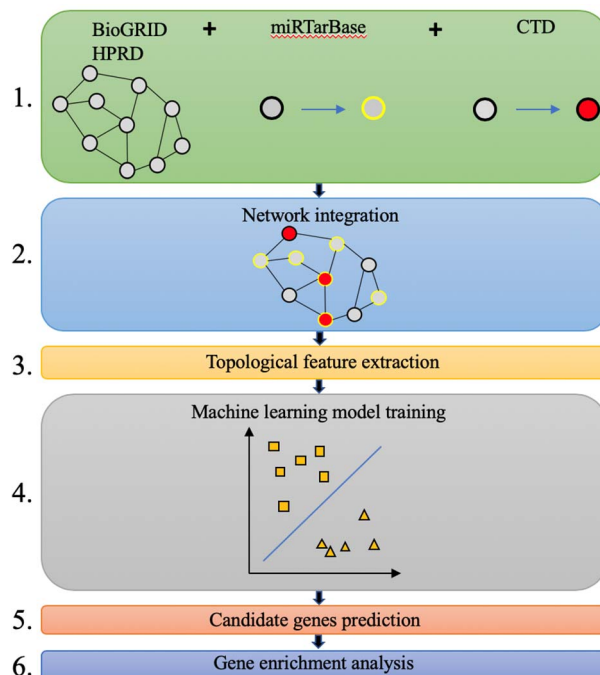 BioGRID + miRTarBase + CTD
HPRD
1.
Network integration
2.
3. Topological feature extraction
Machine learning model training
4.
5. Candidate genes prediction
6. Gene enrichment analysis